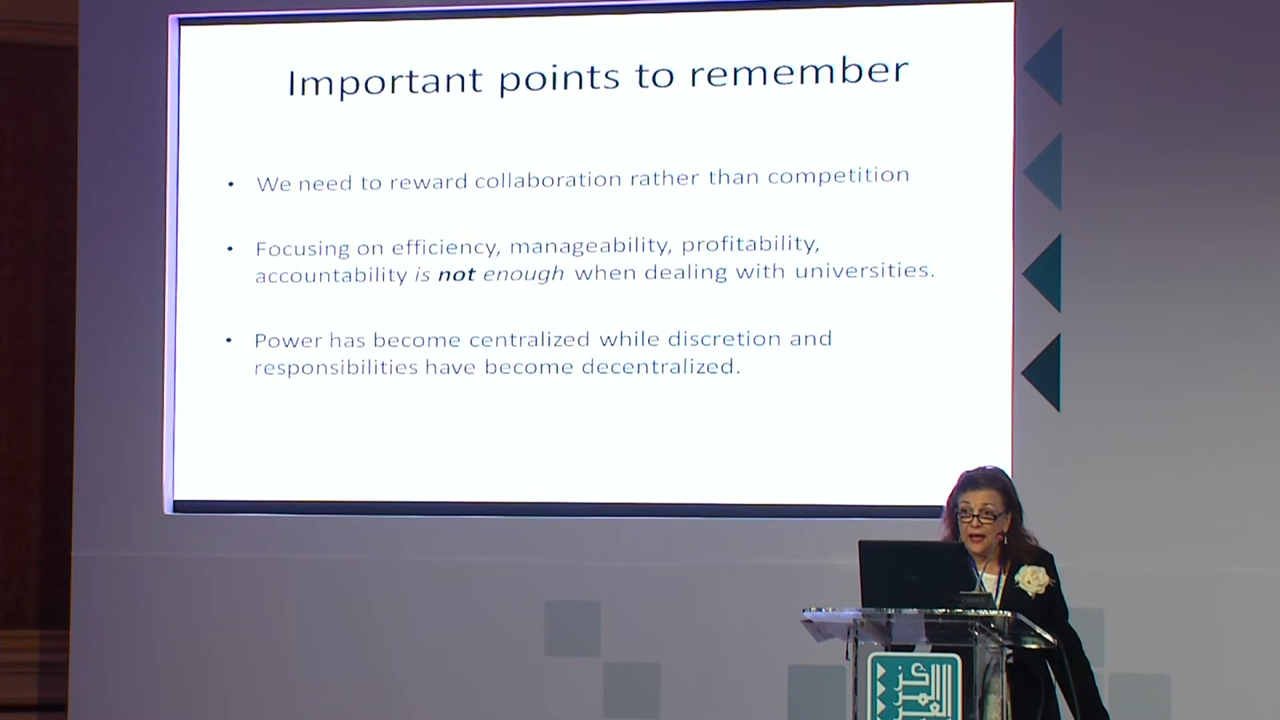 Important points to remember
• We need to reward collaboration rather than competition
• Focusing on efficiency, manageability, profitability,
accountability is not enough when dealing with universities.
• Power has become centralized while discretion and
responsibilities have become decentralized.